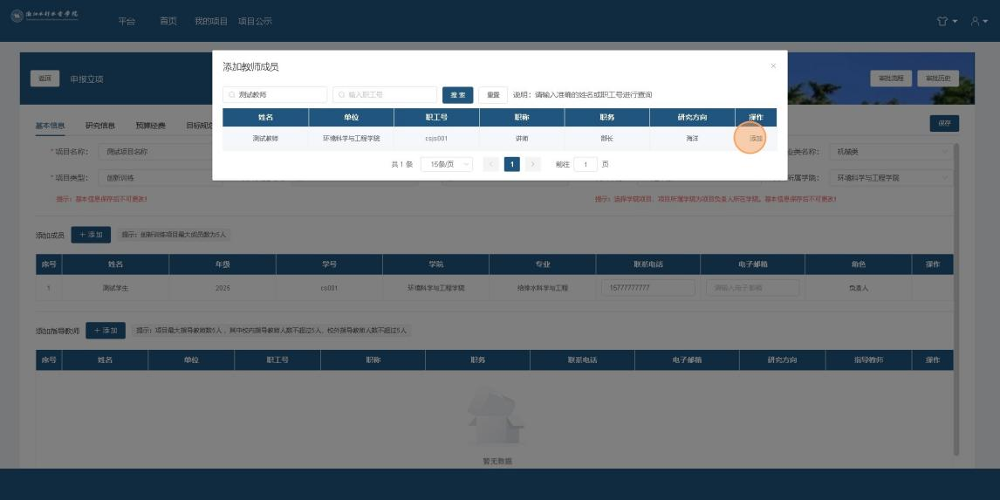 平台 首页 我的项目 项目公示
添加教师成员
返回 申报立项 审批流程 审批历史
测试教师 输入职工号 搜索 重置 说明：请输入准确的姓名或职工号进行查询
姓名 单位 职工号 职称 职务 研究方向 操作
基本信息 研究信息 预算经费 目标规 保存
测试教师 环境科学与工程学院 csjs001 讲师 部长 海洋 添加
* 项目名称： 测试项目名称 业类名称： 机械类
共 1 条 15条/页 1 前往 1 页
* 项目类型： 创新训练 所属学院： 环境科学与工程学院
提示：基本信息保存后不可更改！ 提示：选择学院项目，项目所属学院为项目负责人所在学院。基本信息保存后不可更改！
添加成员 + 添加 提示：创新训练项目最大成员数为5人
序号 姓名 年级 学号 学院 专业 联系电话 电子邮箱 角色 操作
1 测试学生 2025 cs001 环境科学与工程学院 给排水科学与工程 15777777777 请输入电子邮箱 负责人
添加指导教师 + 添加 提示：项目最大指导教师数5人，其中校内指导教师人数不超过5人，校外指导教师人数不超过5人
序号 姓名 单位 职工号 职称 职务 联系电话 电子邮箱 研究方向 指导教师 操作
暂无数据